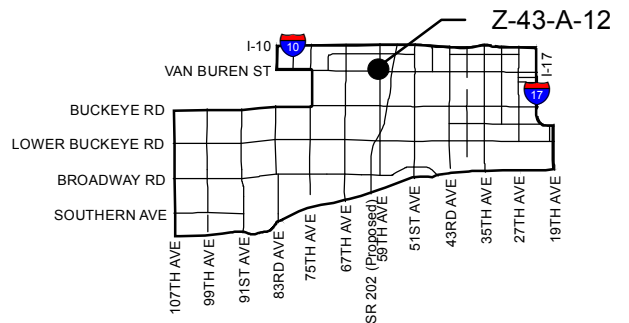 Z-43-A-12
I-10
10
I-17
17
VAN BUREN ST
BUCKEYE RD
LOWER BUCKEYE RD
BROADWAY RD
SOUTHERN AVE
107TH AVE
99TH AVE
91ST AVE
83RD AVE
75TH AVE
67TH AVE
SR 202 (Proposed)
59TH AVE
51ST AVE
43RD AVE
35TH AVE
27TH AVE
19TH AVE